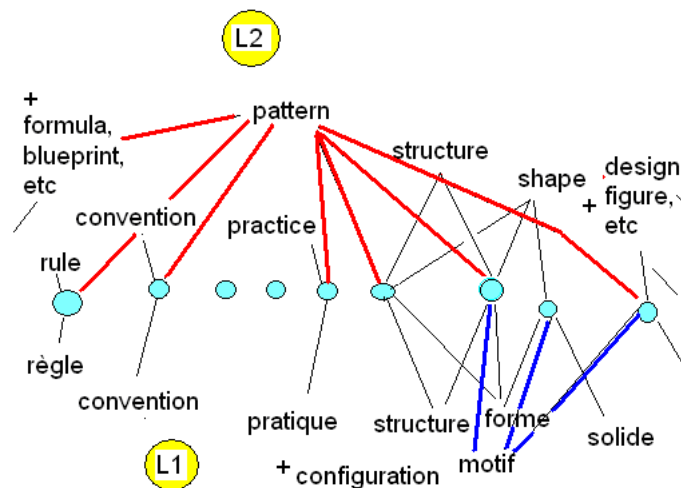 L2
+
formula,
blueprint,
etc
pattern
structure
shape
design
figure,
+
etc
convention
practice
rule
règle
convention
pratique
structure
forme
solide
motif
+ configuration
L1